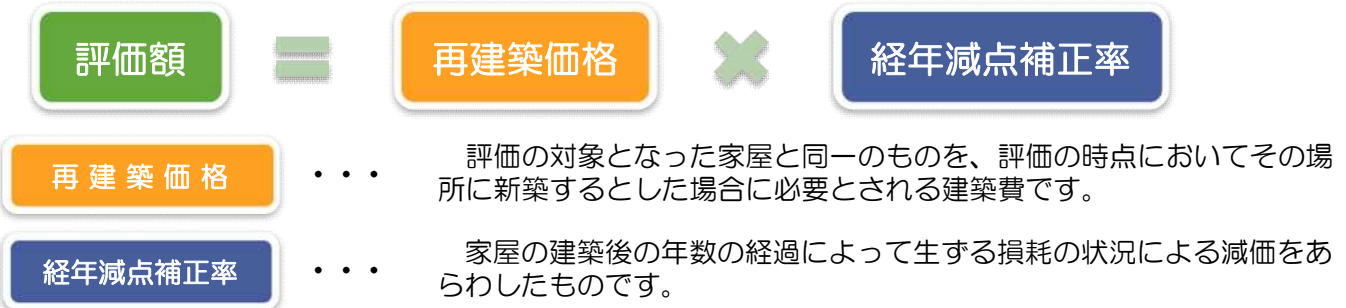 評価額 = 再建築価格 × 経年減点補正率
再建築価格 ・・・ 評価の対象となった家屋と同一のものを、評価の時点においてその場
所に新築するとした場合に必要とされる建築費です。
経年減点補正率 ・・・ 家屋の建築後の年数の経過によって生ずる損耗の状況による減価をあ
らわしたものです。